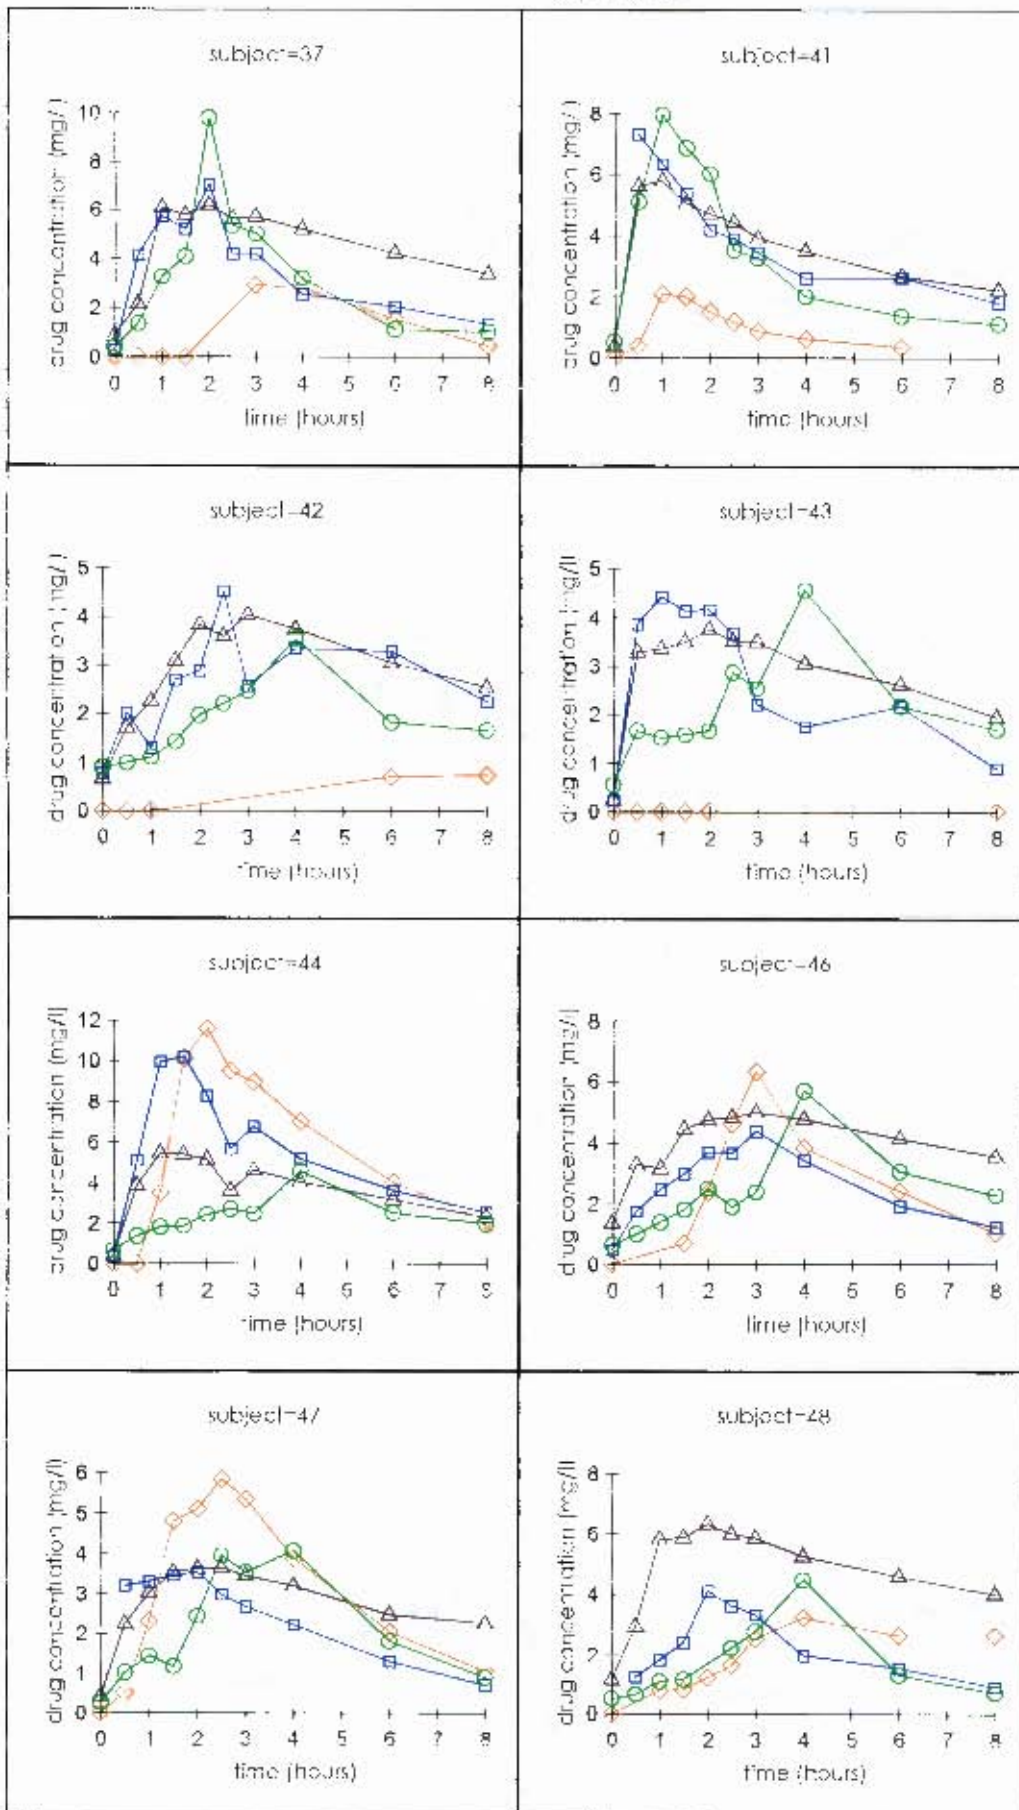 subject=37
drug concentration (mg/l)
10
8
6
4
2
0
0 1 2 3 4 5 6 7 8
time (hours)
subject=41
drug concentration (mg/l)
8
6
4
2
0
0 1 2 3 4 5 6 7 8
time (hours)
subject=42
drug concentration (mg/l)
5
4
3
2
1
0
0 1 2 3 4 5 6 7 8
time (hours)
subject=43
drug concentration (mg/l)
5
4
3
2
1
0
0 1 2 3 4 5 6 7 8
time (hours)
subject=44
drug concentration (mg/l)
12
10
8
6
4
2
0
0 1 2 3 4 5 6 7 8
time (hours)
subject=46
drug concentration (mg/l)
8
6
4
2
0
0 1 2 3 4 5 6 7 8
time (hours)
subject=47
drug concentration (mg/l)
6
5
4
3
2
1
0
0 1 2 3 4 5 6 7 8
time (hours)
subject=48
drug concentration (mg/l)
8
6
4
2
0
0 1 2 3 4 5 6 7 8
time (hours)